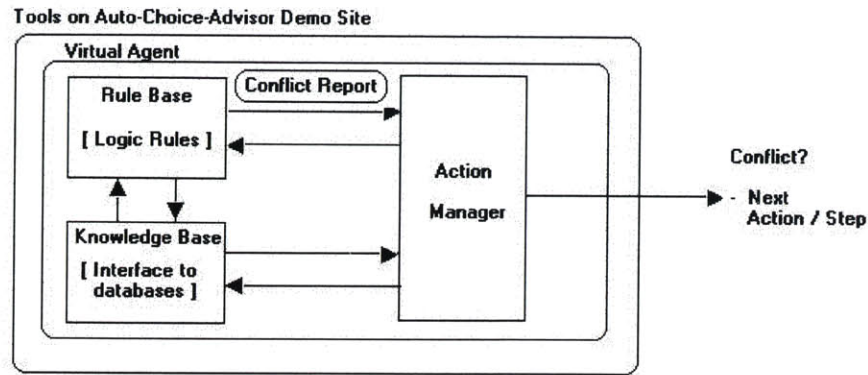 Tools on Auto-Choice-Advisor Demo Site
Virtual Agent
Rule Base
[ Logic Rules ]
Conflict Report
Action
Manager
Knowledge Base
[ Interface to
databases ]
Conflict?
- Next
Action / Step